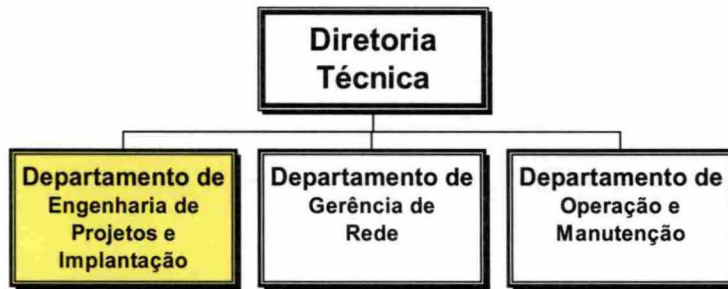 Diretoria
Técnica
Departamento de
Engenharia de
Projetos e
Implantação
Departamento de
Gerência de
Rede
Departamento de
Operação e
Manutenção